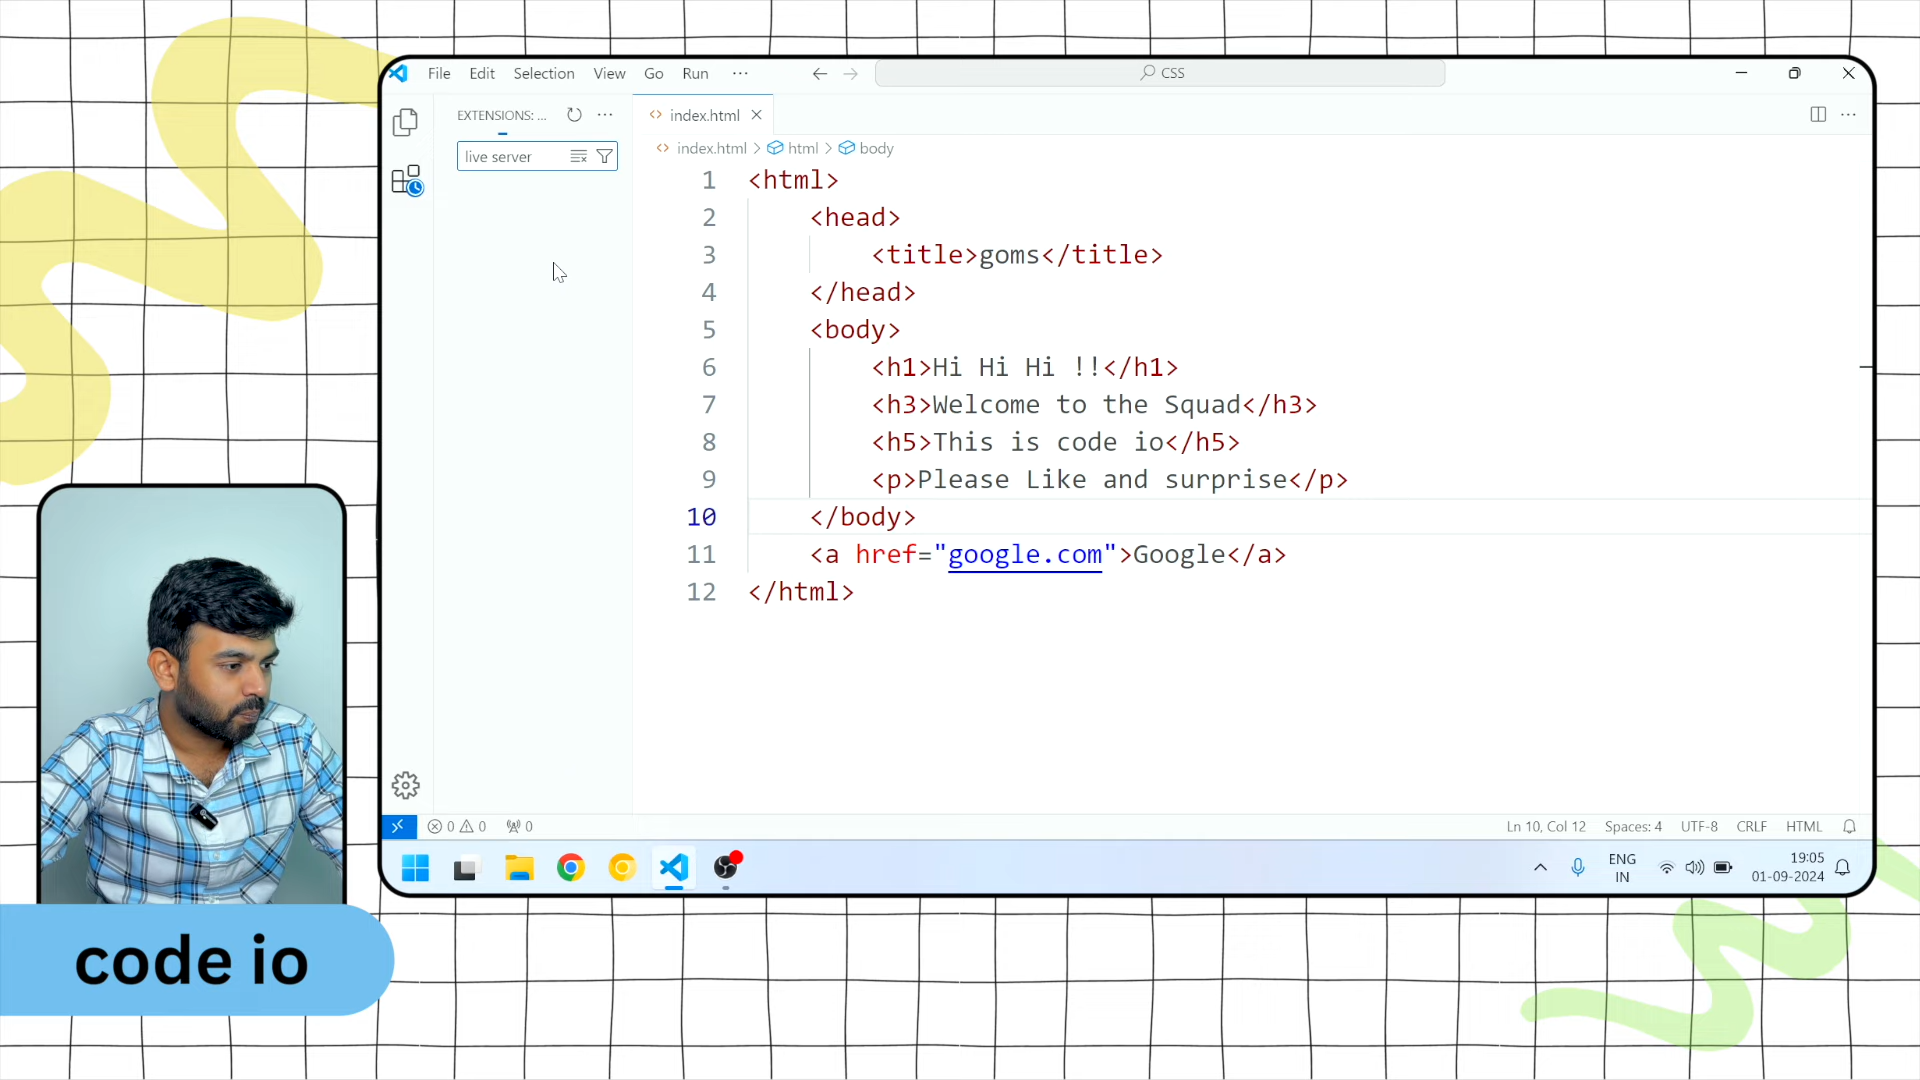 File Edit Selection View Go Run ··· CSS
EXTENSIONS: ... ···
live server
index.html
index.html > html > body
1 <html>
2 <head>
3 <title>goms</title>
4 </head>
5 <body>
6 <h1>Hi Hi Hi !!</h1>
7 <h3>Welcome to the Squad</h3>
8 <h5>This is code io</h5>
9 <p>Please Like and surprise</p>
10 </body>
11 <a href="google.com">Google</a>
12 </html>
0 0 0 Ln 10, Col 12 Spaces: 4 UTF-8 CRLF HTML
ENG
IN
19:05
01-09-2024
code io